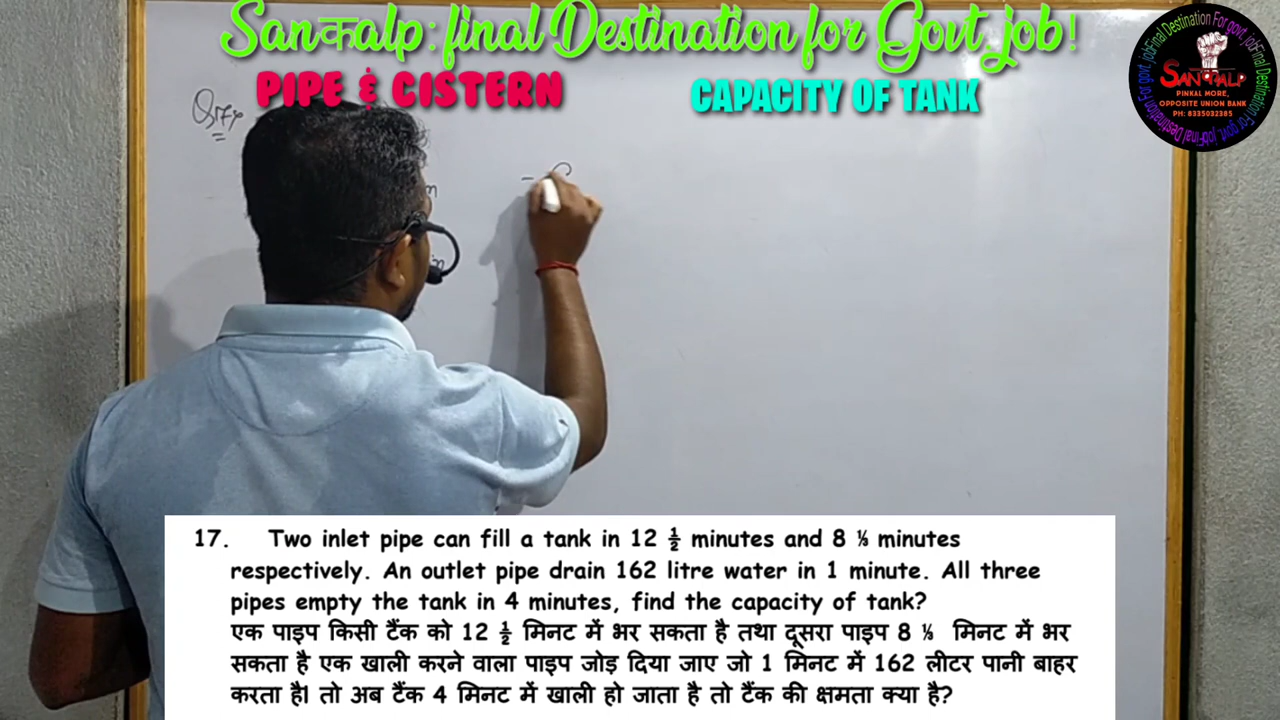 Sanकalp: final Destination for Govt. job!
PIPE & CISTERN
CAPACITY OF TANK
SANकALP
PINKAL MORE,
OPPOSITE UNION BANK
PH: 8335032385
17. Two inlet pipe can fill a tank in 12 ½ minutes and 8 ⅓ minutes
respectively. An outlet pipe drain 162 litre water in 1 minute. All three
pipes empty the tank in 4 minutes, find the capacity of tank?
एक पाइप किसी टैंक को 12 ½ मिनट में भर सकता है तथा दूसरा पाइप 8 ⅓ मिनट में भर
सकता है एक खाली करने वाला पाइप जोड़ दिया जाए जो 1 मिनट में 162 लीटर पानी बाहर
करता है। तो अब टैंक 4 मिनट में खाली हो जाता है तो टैंक की क्षमता क्या है?